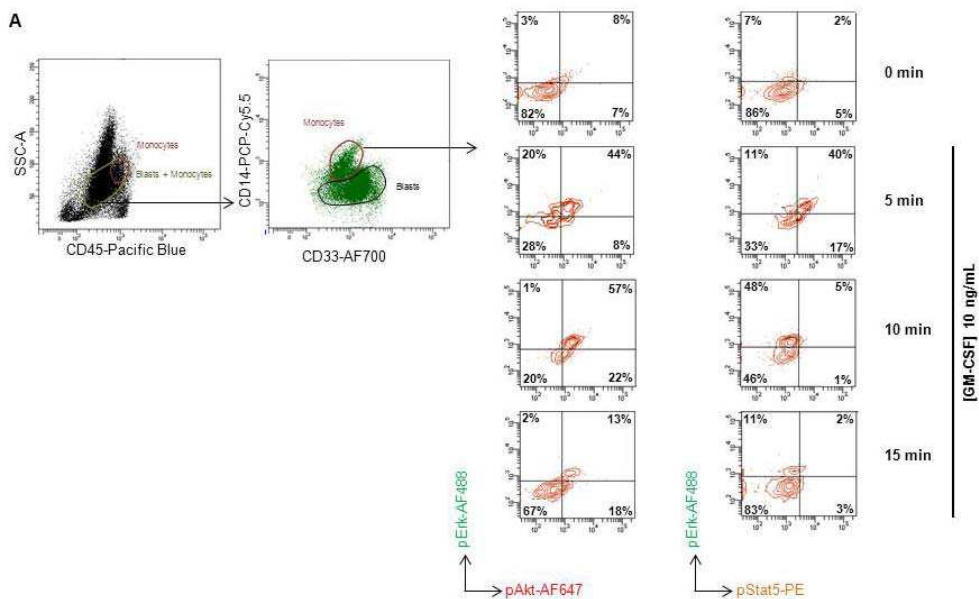 A
SSC-A
Monocytes
Blasts + Monocytes
CD45-Pacific Blue
CD14-PCP-Cy5.5
Monocytes
Blasts
CD33-AF700
3% 8%
82% 7%
7% 2%
86% 5%
0 min
20% 44%
28% 8%
11% 40%
33% 17%
5 min
1% 57%
20% 22%
48% 5%
46% 1%
10 min
2% 13%
67% 18%
11% 2%
83% 3%
15 min
[GM-CSF] 10 ng/mL
pErk-AF488
pAkt-AF647
pErk-AF488
pStat5-PE